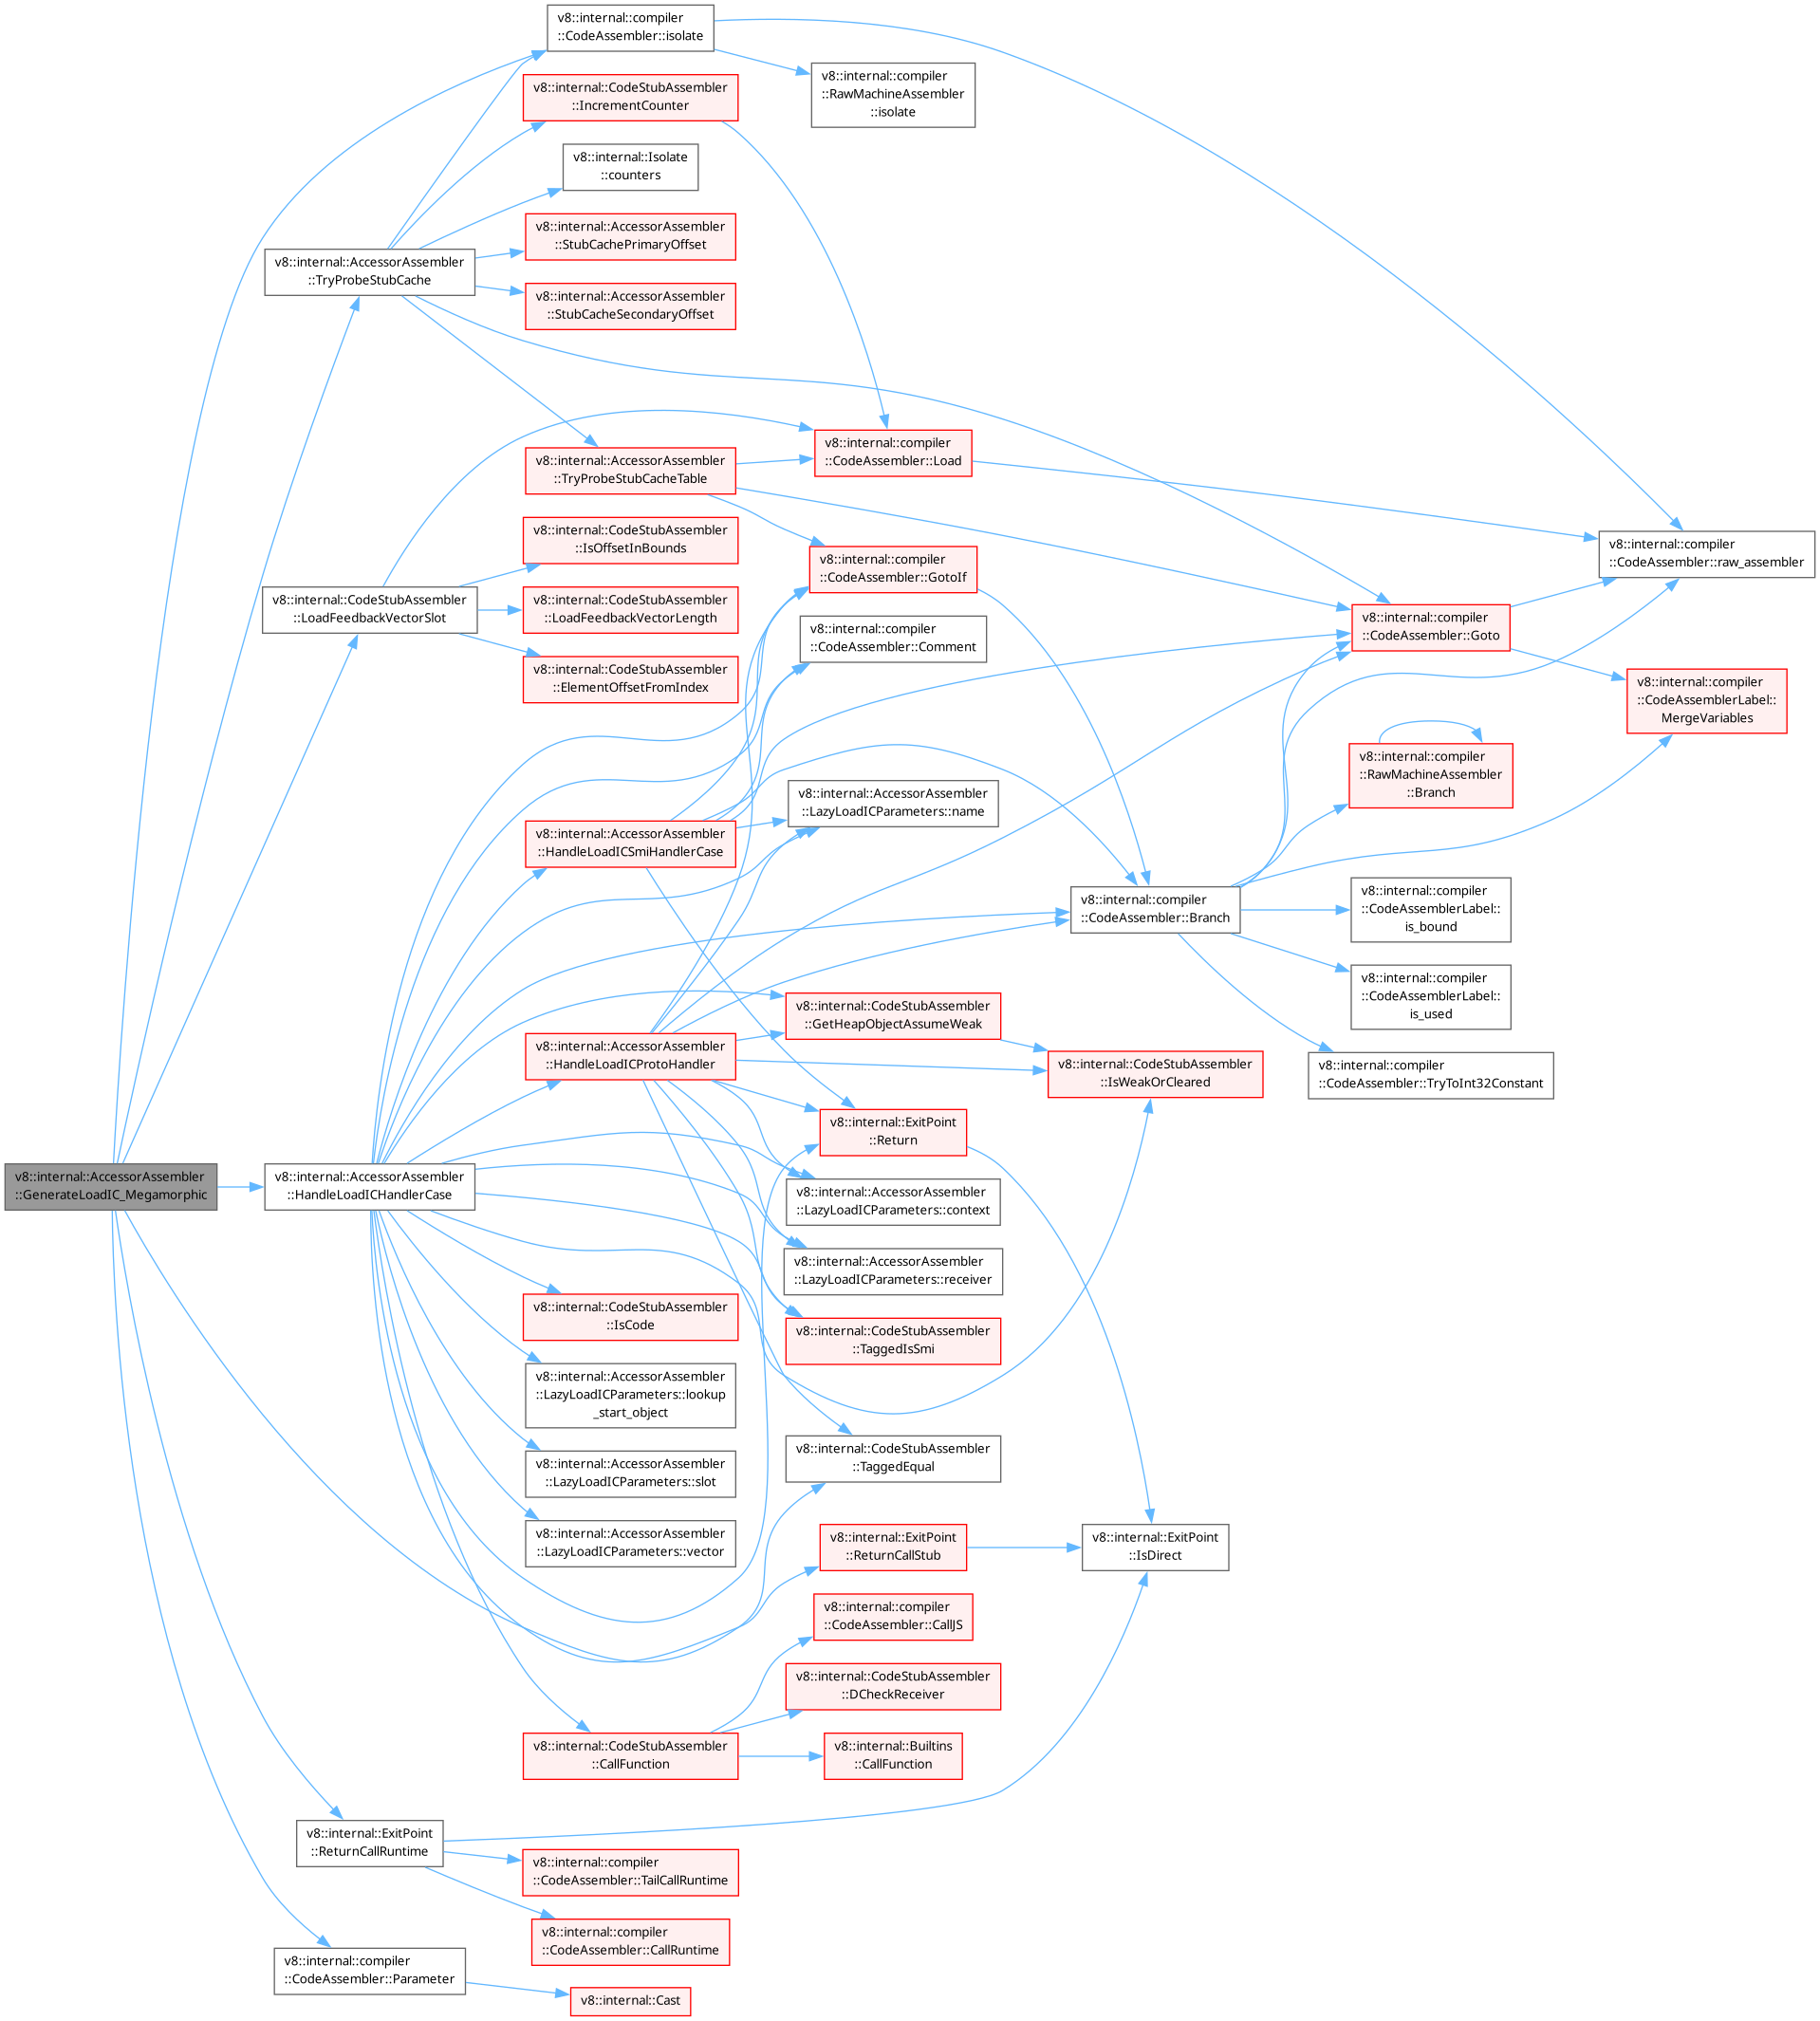 v8::internal::compiler
::CodeAssembler::isolate
v8::internal::compiler
::RawMachineAssembler
::isolate
v8::internal::CodeStubAssembler
::IncrementCounter
v8::internal::Isolate
::counters
v8::internal::AccessorAssembler
::StubCachePrimaryOffset
v8::internal::AccessorAssembler
::TryProbeStubCache
v8::internal::AccessorAssembler
::StubCacheSecondaryOffset
v8::internal::compiler
::CodeAssembler::Load
v8::internal::AccessorAssembler
::TryProbeStubCacheTable
v8::internal::CodeStubAssembler
::IsOffsetInBounds
v8::internal::compiler
::CodeAssembler::raw_assembler
v8::internal::compiler
::CodeAssembler::GotoIf
v8::internal::CodeStubAssembler
::LoadFeedbackVectorSlot
v8::internal::CodeStubAssembler
::LoadFeedbackVectorLength
v8::internal::compiler
::CodeAssembler::Goto
v8::internal::compiler
::CodeAssembler::Comment
v8::internal::CodeStubAssembler
::ElementOffsetFromIndex
v8::internal::compiler
::CodeAssemblerLabel::
MergeVariables
v8::internal::compiler
::RawMachineAssembler
::Branch
v8::internal::AccessorAssembler
::LazyLoadICParameters::name
v8::internal::AccessorAssembler
::HandleLoadICSmiHandlerCase
v8::internal::compiler
::CodeAssembler::Branch
v8::internal::compiler
::CodeAssemblerLabel::
is_bound
v8::internal::compiler
::CodeAssemblerLabel::
is_used
v8::internal::CodeStubAssembler
::GetHeapObjectAssumeWeak
v8::internal::AccessorAssembler
::HandleLoadICProtoHandler
v8::internal::CodeStubAssembler
::IsWeakOrCleared
v8::internal::compiler
::CodeAssembler::TryToInt32Constant
v8::internal::ExitPoint
::Return
v8::internal::AccessorAssembler
::GenerateLoadIC_Megamorphic
v8::internal::AccessorAssembler
::HandleLoadICHandlerCase
v8::internal::AccessorAssembler
::LazyLoadICParameters::context
v8::internal::AccessorAssembler
::LazyLoadICParameters::receiver
v8::internal::CodeStubAssembler
::IsCode
v8::internal::CodeStubAssembler
::TaggedIsSmi
v8::internal::AccessorAssembler
::LazyLoadICParameters::lookup
_start_object
v8::internal::CodeStubAssembler
::TaggedEqual
v8::internal::AccessorAssembler
::LazyLoadICParameters::slot
v8::internal::AccessorAssembler
::LazyLoadICParameters::vector
v8::internal::ExitPoint
::ReturnCallStub
v8::internal::ExitPoint
::IsDirect
v8::internal::compiler
::CodeAssembler::CallJS
v8::internal::CodeStubAssembler
::DCheckReceiver
v8::internal::CodeStubAssembler
::CallFunction
v8::internal::Builtins
::CallFunction
v8::internal::ExitPoint
::ReturnCallRuntime
v8::internal::compiler
::CodeAssembler::TailCallRuntime
v8::internal::compiler
::CodeAssembler::CallRuntime
v8::internal::compiler
::CodeAssembler::Parameter
v8::internal::Cast